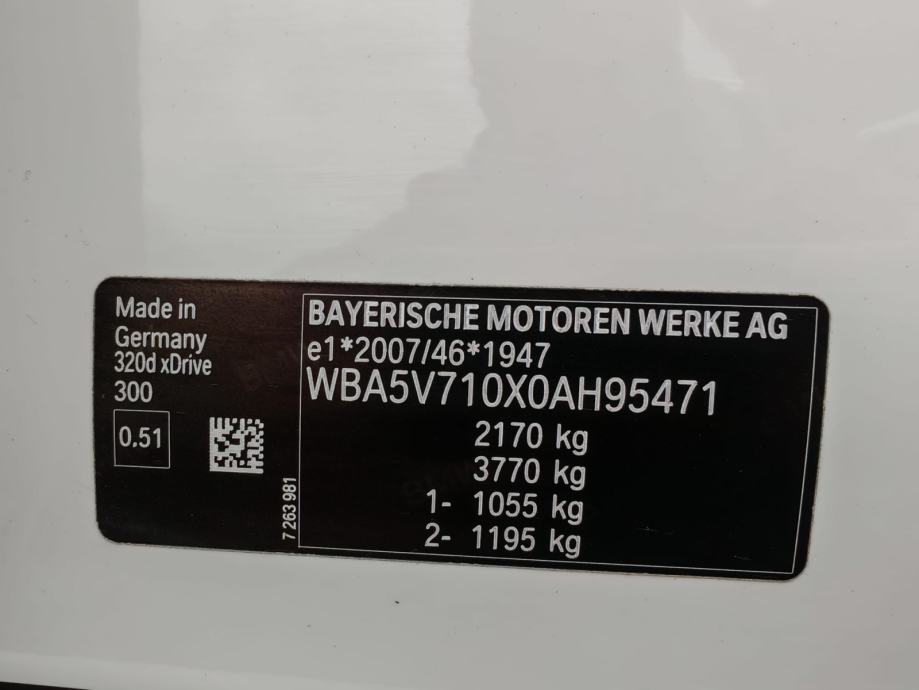 Made in
Germany
320d xDrive
300
0.51
7 263 981
BAYERISCHE MOTOREN WERKE AG
e1*2007/46*1947
WBA5V710X0AH95471
2170 kg
3770 kg
1- 1055 kg
2- 1195 kg